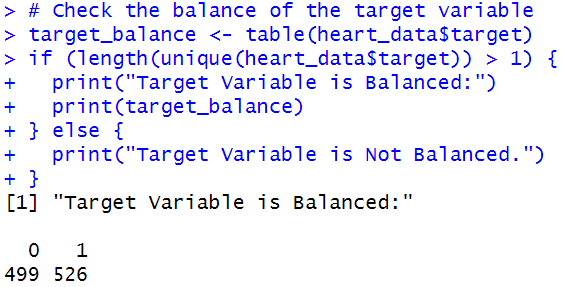 > # Check the balance of the target variable
> target_balance <- table(heart_data$target)
> if (length(unique(heart_data$target)) > 1) {
+   print("Target Variable is Balanced:")
+   print(target_balance)
+ } else {
+   print("Target Variable is Not Balanced.")
+ }
[1] "Target Variable is Balanced:"

  0   1
499 526